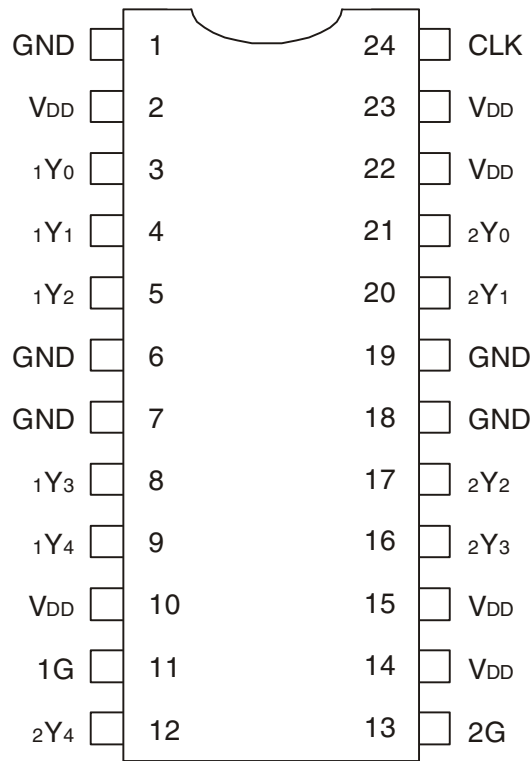 GND 1 24 CLK
VDD 2 23 VDD
1Y0 3 22 VDD
1Y1 4 21 2Y0
1Y2 5 20 2Y1
GND 6 19 GND
GND 7 18 GND
1Y3 8 17 2Y2
1Y4 9 16 2Y3
VDD 10 15 VDD
1G 11 14 VDD
2Y4 12 13 2G